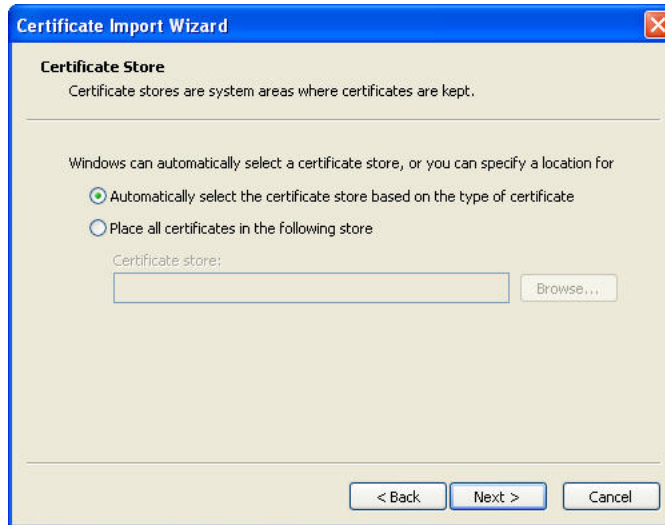 Certificate Import Wizard
Certificate Store
Certificate stores are system areas where certificates are kept.
Windows can automatically select a certificate store, or you can specify a location for
Automatically select the certificate store based on the type of certificate
Place all certificates in the following store
Certificate store:
Browse...
< Back Next > Cancel